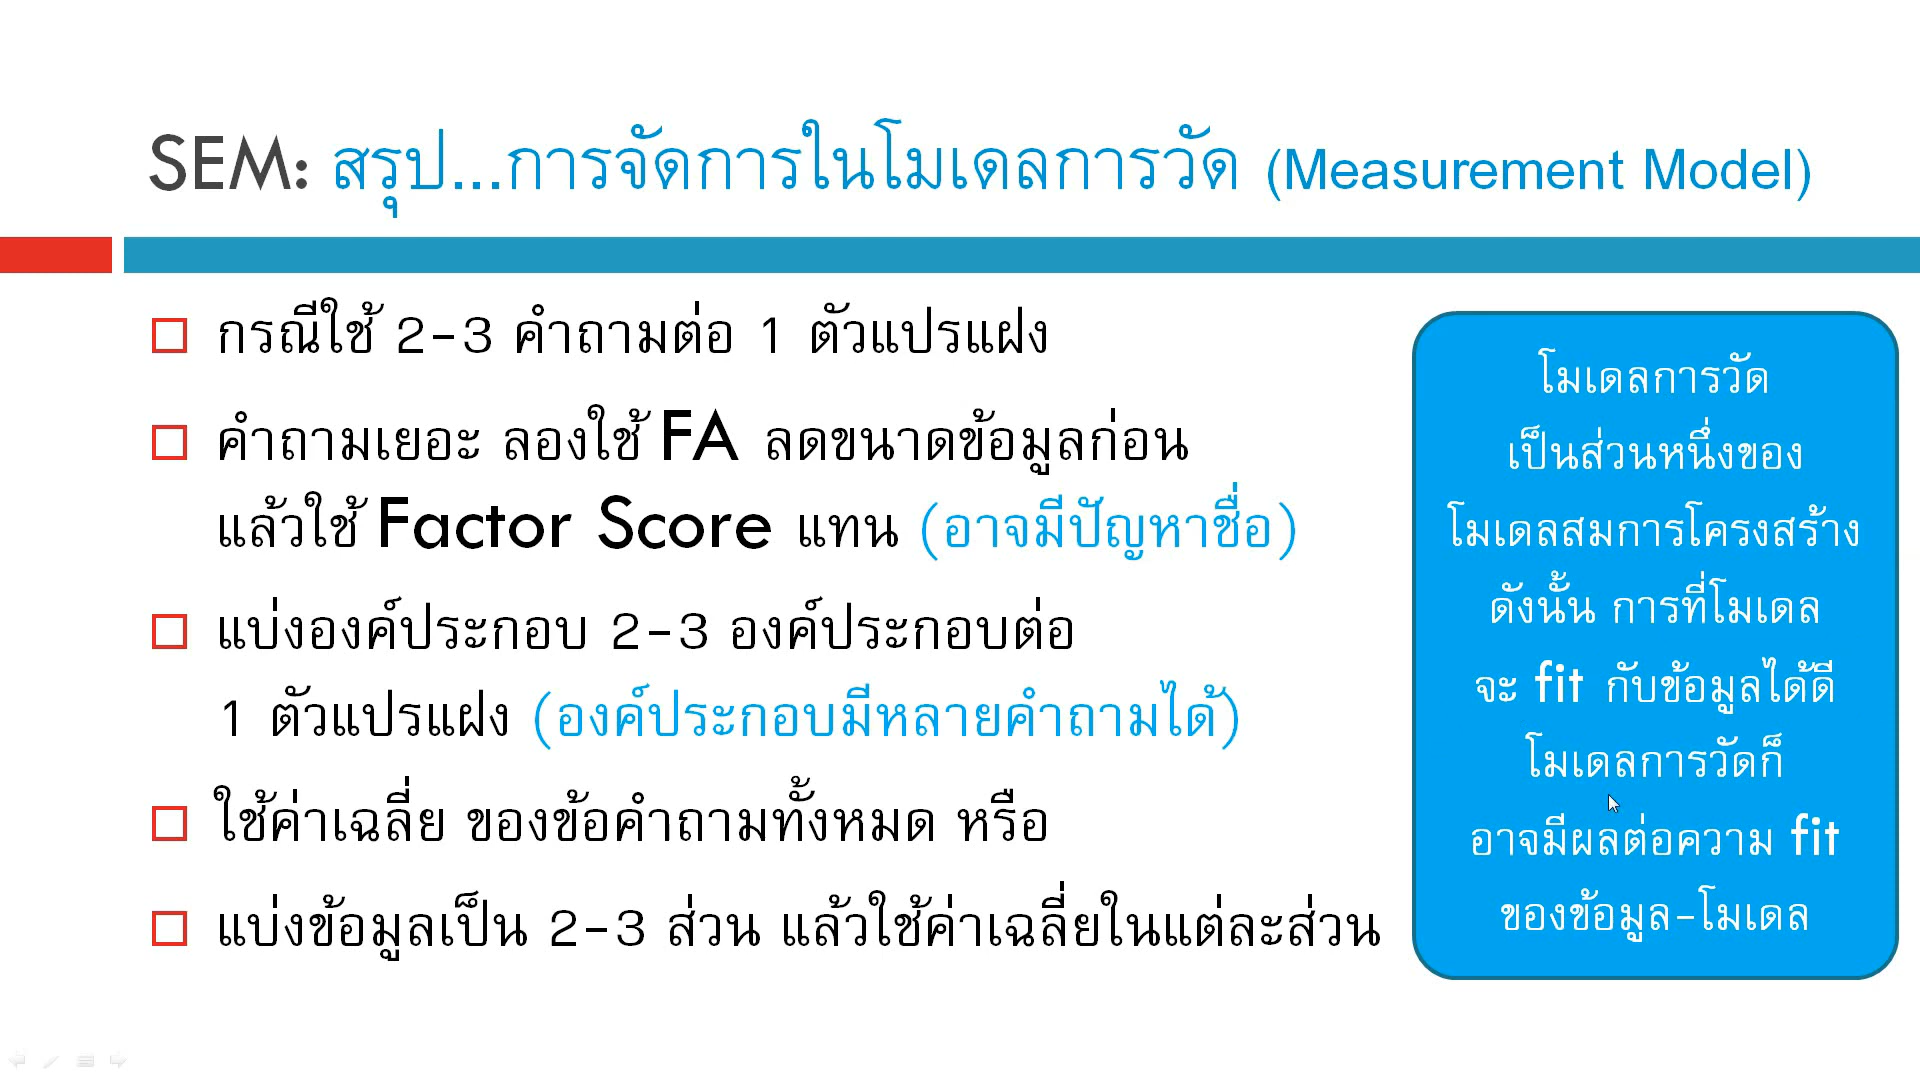 SEM: สรุป...การจัดการในโมเดลการวัด (Measurement Model)
กรณีใช้ 2-3 คำถามต่อ 1 ตัวแปรแฝง
คำถามเยอะ ลองใช้ FA ลดขนาดข้อมูลก่อน
แล้วใช้ Factor Score แทน (อาจมีปัญหาชื่อ)
แบ่งองค์ประกอบ 2-3 องค์ประกอบต่อ
1 ตัวแปรแฝง (องค์ประกอบมีหลายคำถามได้)
ใช้ค่าเฉลี่ย ของข้อคำถามทั้งหมด หรือ
แบ่งข้อมูลเป็น 2-3 ส่วน แล้วใช้ค่าเฉลี่ยในแต่ละส่วน
โมเดลการวัด
เป็นส่วนหนึ่งของ
โมเดลสมการโครงสร้าง
ดังนั้น การที่โมเดล
จะ fit กับข้อมูลได้ดี
โมเดลการวัดก็
อาจมีผลต่อความ fit
ของข้อมูล-โมเดล